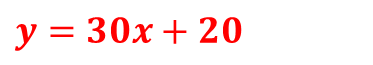 y = 30x + 20